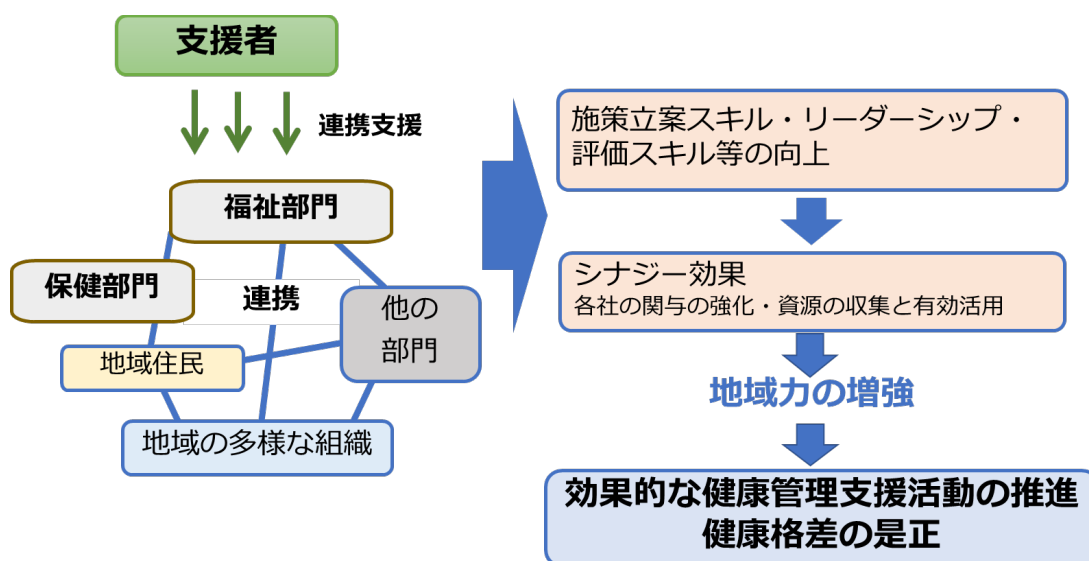 支援者
連携支援
福祉部門
保健部門
連携
他の
部門
地域住民
地域の多様な組織
施策立案スキル・リーダーシップ・
評価スキル等の向上
シナジー効果
各社の関与の強化・資源の収集と有効活用
地域力の増強
効果的な健康管理支援活動の推進
健康格差の是正